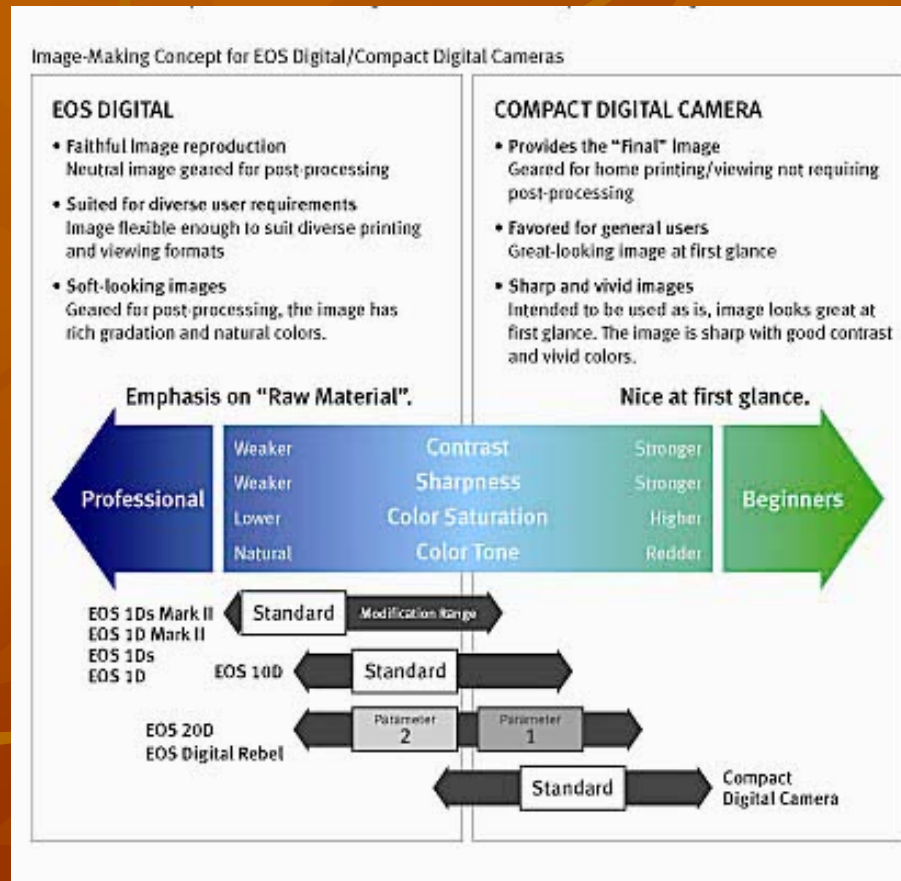 Image-Making Concept for EOS Digital/Compact Digital Cameras
EOS DIGITAL
• Faithful Image reproduction
Neutral image geared for post-processing
• Suited for diverse user requirements
Image flexible enough to suit diverse printing
and viewing formats
• Soft-looking images
Geared for post-processing, the image has
rich gradation and natural colors.
Emphasis on “Raw Material”.
COMPACT DIGITAL CAMERA
• Provides the “Final” Image
Geared for home printing/viewing not requiring
post-processing
• Favored for general users
Great-looking image at first glance
• Sharp and vivid images
Intended to be used as is, image looks great at
first glance. The image is sharp with good contrast
and vivid colors.
Nice at first glance.
Professional
Weaker Contrast Stronger
Weaker Sharpness Stronger
Lower Color Saturation Higher
Natural Color Tone Redder
Beginners
EOS 1Ds Mark II
EOS 1D Mark II
EOS 1Ds
EOS 1D
Standard Modification Range
EOS 10D Standard
EOS 20D
EOS Digital Rebel
Parameter
2
Parameter
1
Standard
Compact
Digital Camera